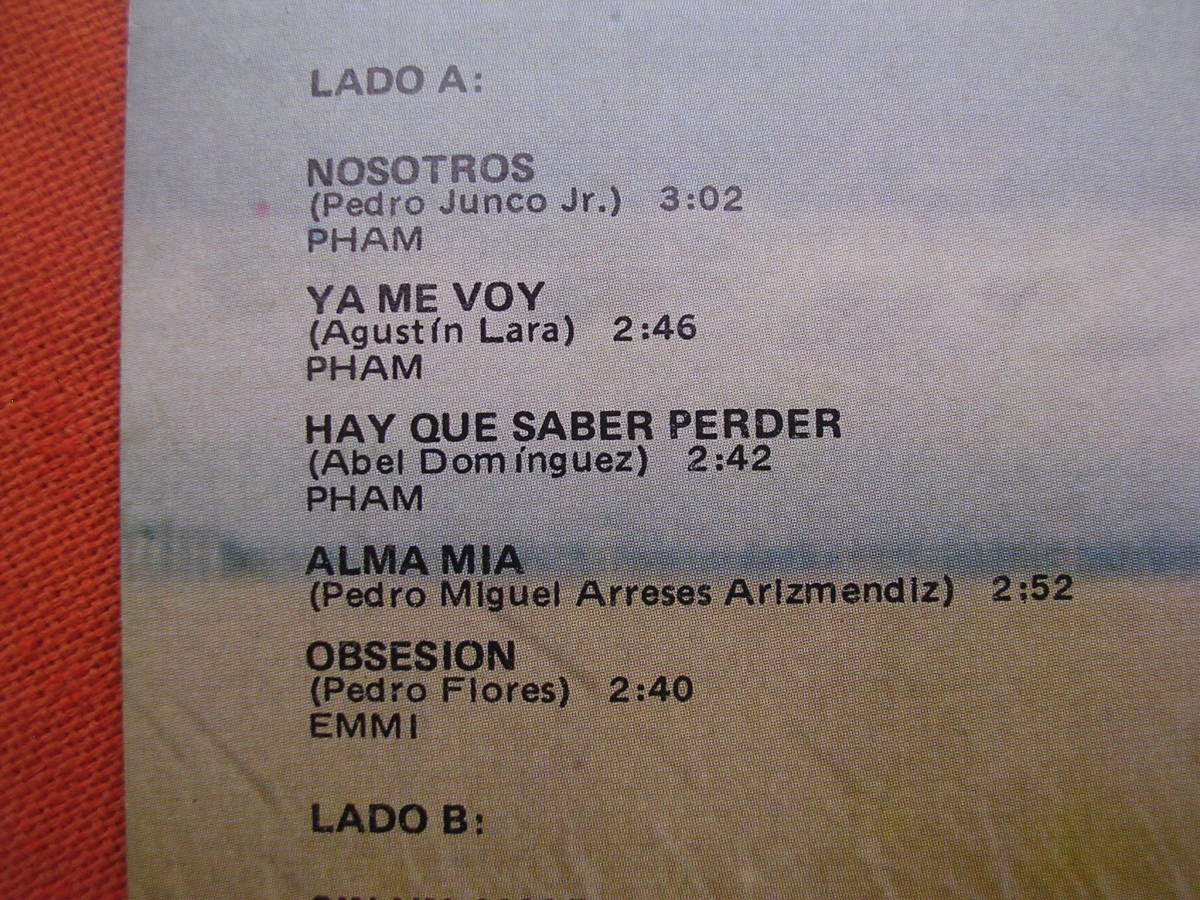 LADO A:
NOSOTROS
(Pedro Junco Jr.) 3:02
PHAM
YA ME VOY
(Agustín Lara) 2:46
PHAM
HAY QUE SABER PERDER
(Abel Domínguez) 2:42
PHAM
ALMA MIA
(Pedro Miguel Arreses Arizmendiz) 2:52
OBSESION
(Pedro Flores) 2:40
EMMI
LADO B: